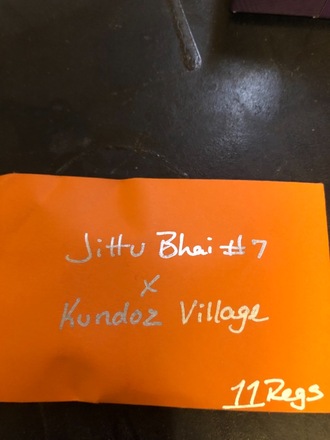 Jittu Bhai #7
x
Kundoz Village
11 Regs